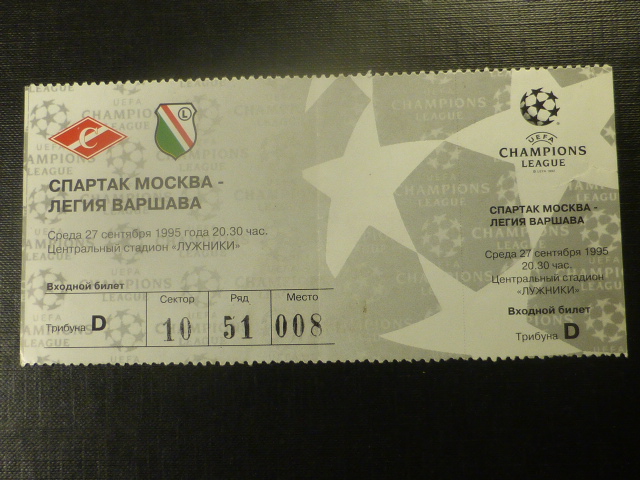 СПАРТАК МОСКВА -
ЛЕГИЯ ВАРШАВА
Среда 27 сентября 1995 года 20.30 час.
Центральный стадион «ЛУЖНИКИ»
Входной билет
Трибуна D
Сектор
10
Ряд
51
Место
008
UEFA
CHAMPIONS
LEAGUE
СПАРТАК МОСКВА -
ЛЕГИЯ ВАРШАВА
Среда 27 сентября 1995
20.30 час.
Центральный стадион
«ЛУЖНИКИ»
Входной билет
Трибуна D